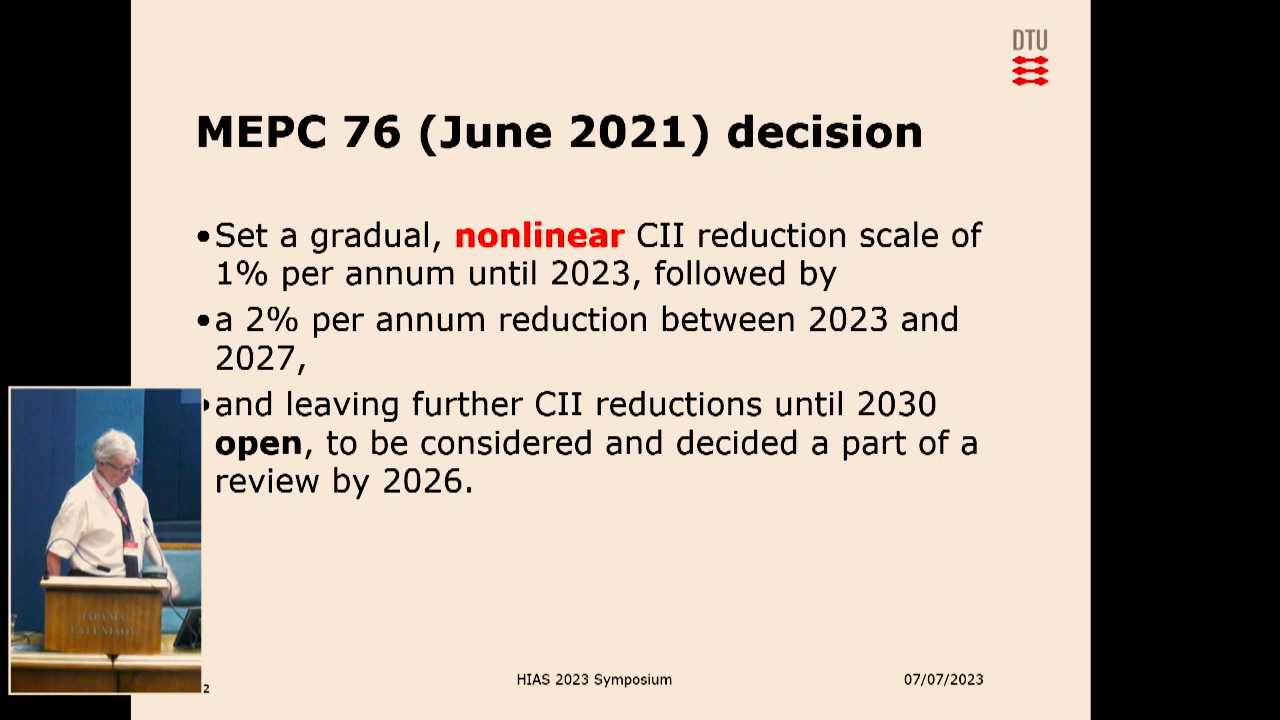 DTU
MEPC 76 (June 2021) decision
•Set a gradual, nonlinear CII reduction scale of
1% per annum until 2023, followed by
•a 2% per annum reduction between 2023 and
2027,
•and leaving further CII reductions until 2030
open, to be considered and decided a part of a
review by 2026.
ΙΔΡΥΜΑ
ΕΥΓΕΝΙΔΟΥ
2
HIAS 2023 Symposium
07/07/2023